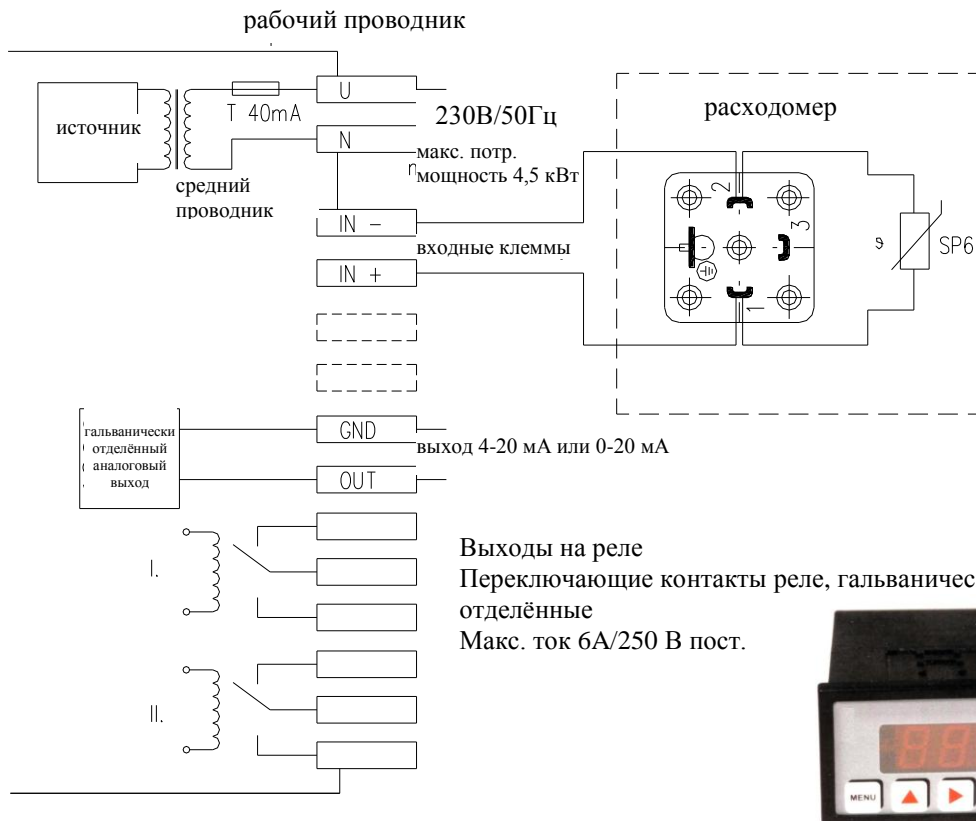 рабочий проводник
U
T 40mA
источник
230В/50Гц
N
макс. потр.
мощность 4,5 кВт
средний
проводник
IN -
входные клеммы
IN +
расходомер
2
3
1
ϑ
SP6
гальванически
отделённый
аналоговый
выход
GND
выход 4-20 мА или 0-20 мА
OUT
I.
II.
Выходы на реле
Переключающие контакты реле, гальваничес
отделённые
Макс. ток 6А/250 В пост.
MENU